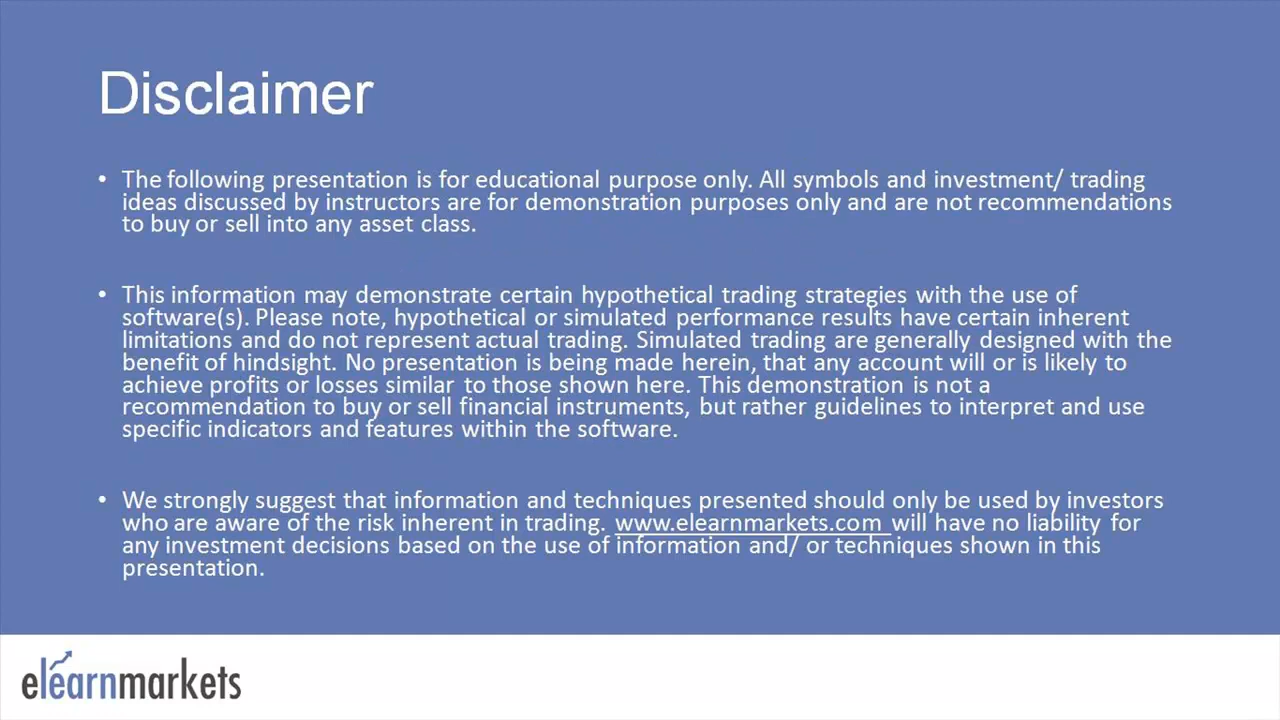 Disclaimer
• The following presentation is for educational purpose only. All symbols and investment/ trading
ideas discussed by instructors are for demonstration purposes only and are not recommendations
to buy or sell into any asset class.
• This information may demonstrate certain hypothetical trading strategies with the use of
software(s). Please note, hypothetical or simulated performance results have certain inherent
limitations and do not represent actual trading. Simulated trading are generally designed with the
benefit of hindsight. No presentation is being made herein, that any account will or is likely to
achieve profits or losses similar to those shown here. This demonstration is not a
recommendation to buy or sell financial instruments, but rather guidelines to interpret and use
specific indicators and features within the software.
• We strongly suggest that information and techniques presented should only be used by investors
who are aware of the risk inherent in trading. www.elearnmarkets.com will have no liability for
any investment decisions based on the use of information and/ or techniques shown in this
presentation.
elearnmarkets